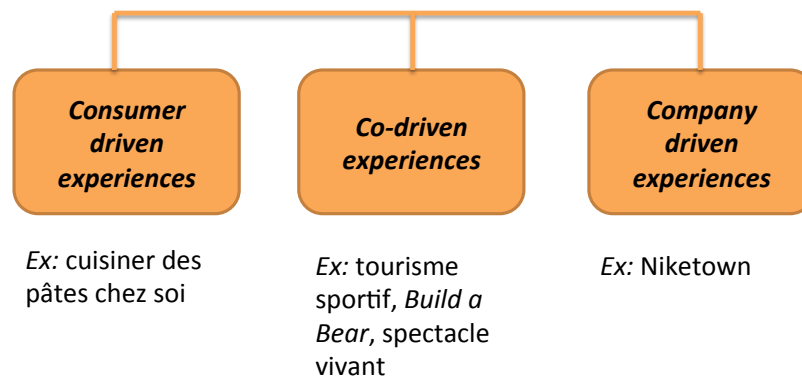 Consumer
driven
experiences
Co-driven
experiences
Company
driven
experiences
Ex: cuisiner des
pâtes chez soi
Ex: tourisme
sportif, Build a
Bear, spectacle
vivant
Ex: Niketown